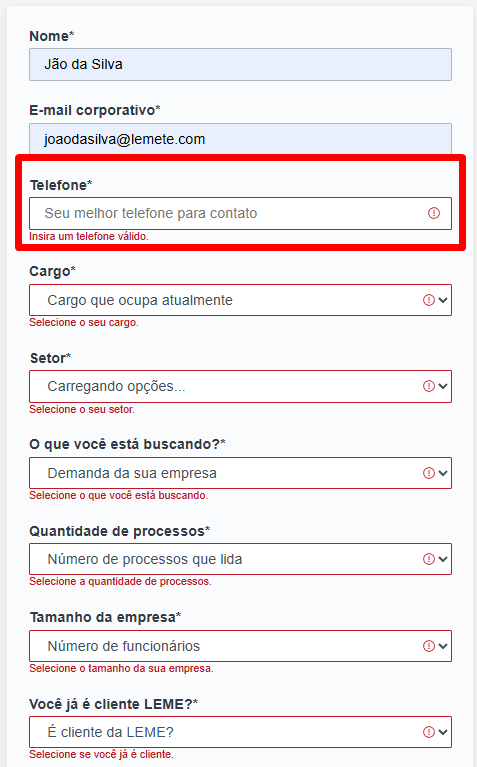 Nome*
Jão da Silva
E-mail corporativo*
joaodasilva@lemete.com
Telefone*
Seu melhor telefone para contato
Insira um telefone válido.
Cargo*
Cargo que ocupa atualmente
Selecione o seu cargo.
Setor*
Carregando opções...
Selecione o seu setor.
O que você está buscando?*
Demanda da sua empresa
Selecione o que você está buscando.
Quantidade de processos*
Número de processos que lida
Selecione a quantidade de processos.
Tamanho da empresa*
Número de funcionários
Selecione o tamanho da sua empresa.
Você já é cliente LEME?*
É cliente da LEME?
Selecione se você já é cliente.